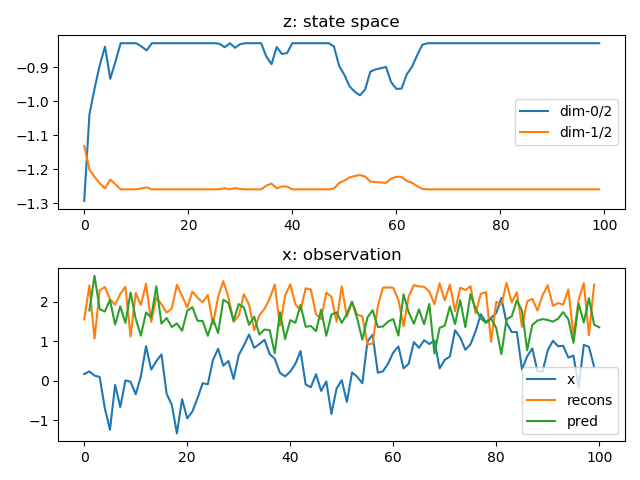 z: state space
−0.9
−1.0
−1.1
−1.2
−1.3
dim-0/2
dim-1/2
0 20 40 60 80 100
x: observation
2
1
0
−1
x
recons
pred
0 20 40 60 80 100